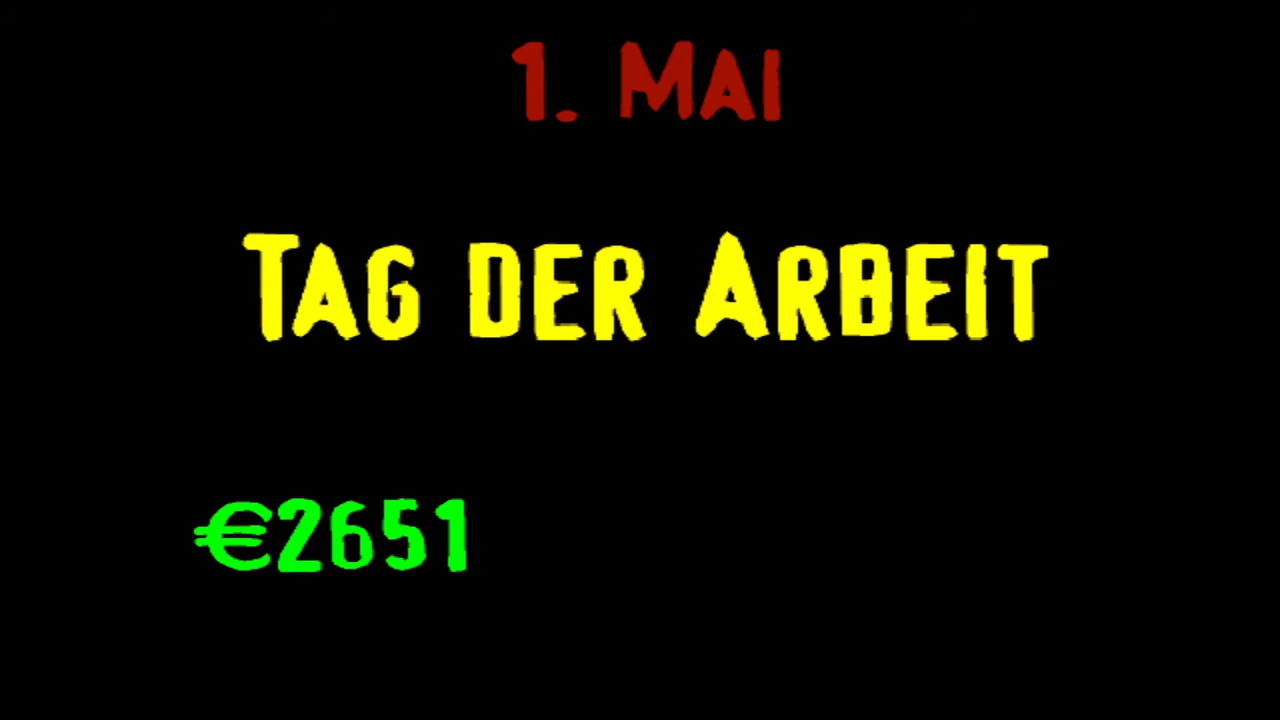 1. Mai
Tag der Arbeit
€2651